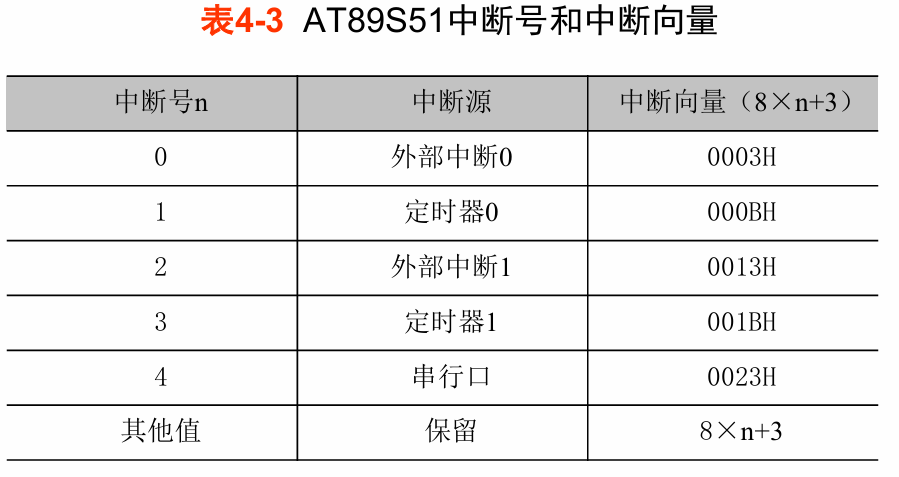 表4-3 AT89S51中断号和中断向量
中断号n 中断源 中断向量（8×n+3）
0 外部中断0 0003H
1 定时器0 000BH
2 外部中断1 0013H
3 定时器1 001BH
4 串行口 0023H
其他值 保留 8×n+3